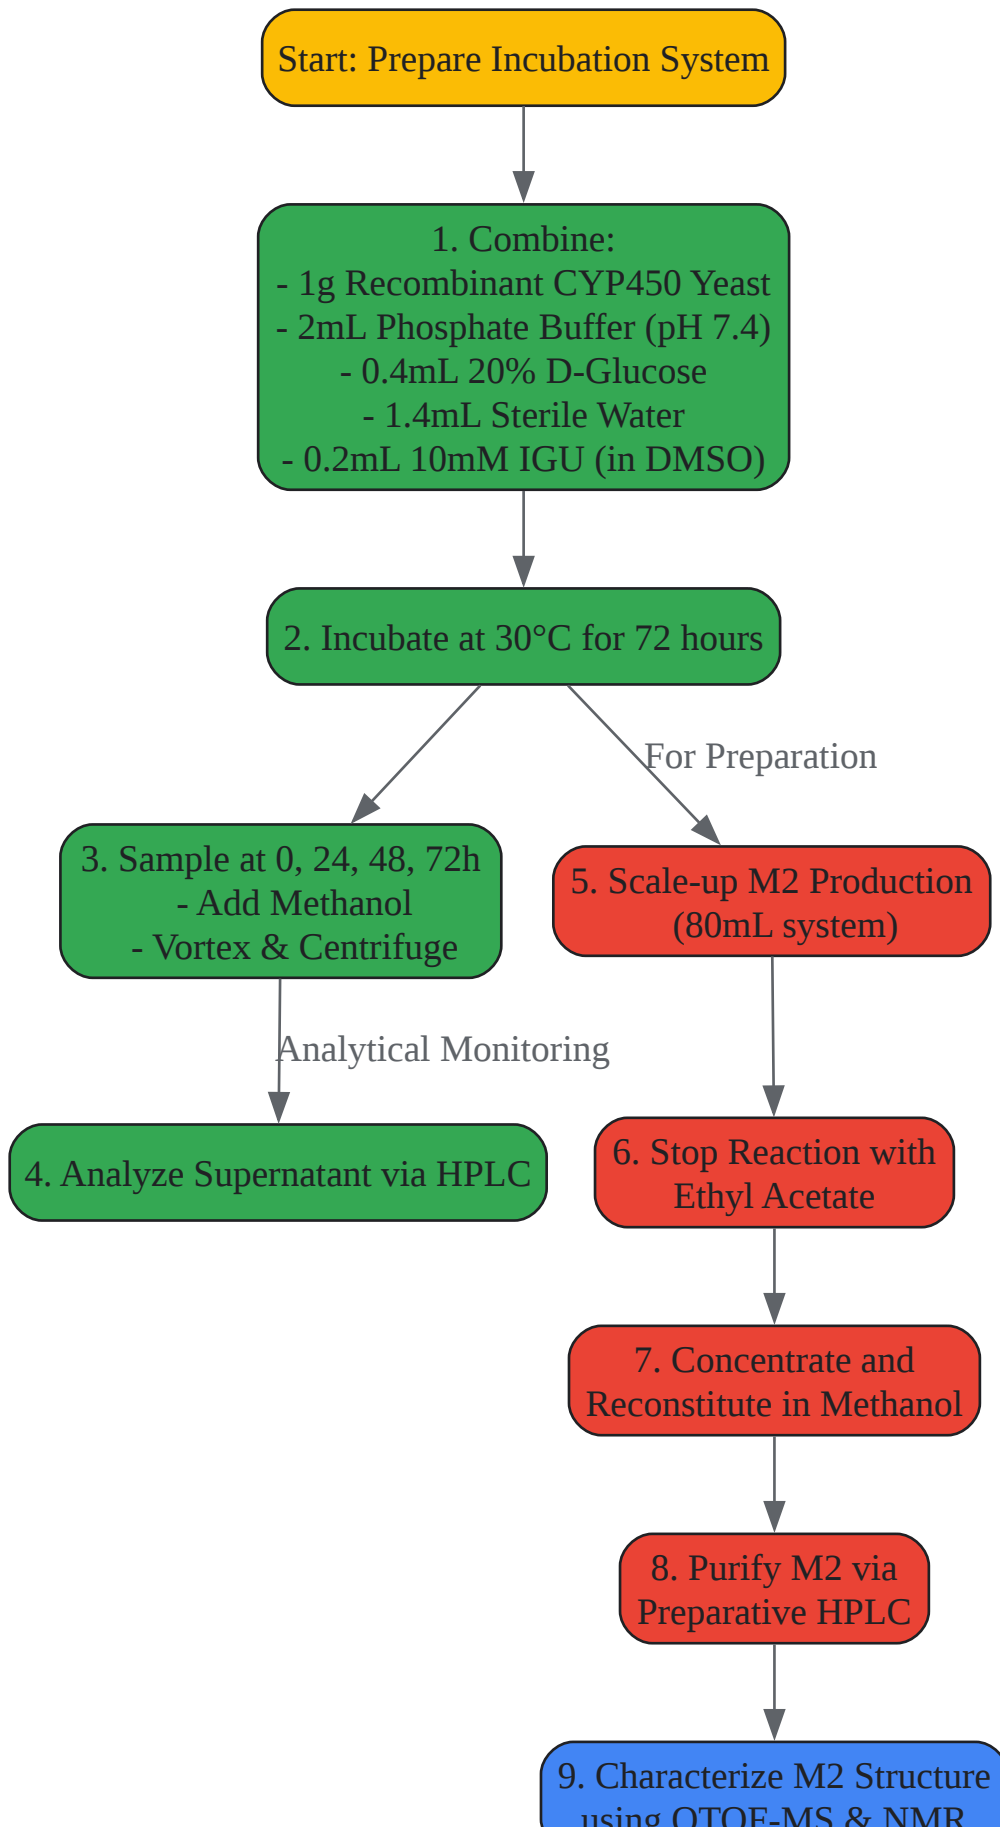 Start: Prepare Incubation System
1. Combine:
- 1g Recombinant CYP450 Yeast
- 2mL Phosphate Buffer (pH 7.4)
- 0.4mL 20% D-Glucose
- 1.4mL Sterile Water
- 0.2mL 10mM IGU (in DMSO)
2. Incubate at 30°C for 72 hours
For Preparation
3. Sample at 0, 24, 48, 72h
- Add Methanol
- Vortex & Centrifuge
5. Scale-up M2 Production
(80mL system)
Analytical Monitoring
4. Analyze Supernatant via HPLC
6. Stop Reaction with
Ethyl Acetate
7. Concentrate and
Reconstitute in Methanol
8. Purify M2 via
Preparative HPLC
9. Characterize M2 Structure
using QTOF-MS & NMR